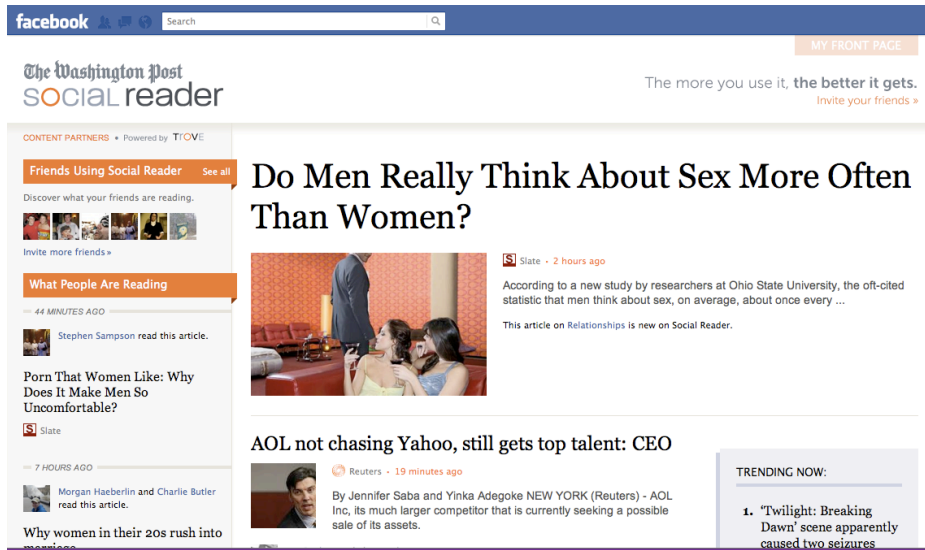 facebook
Search
MY FRONT PAGE
The Washington Post
socialreader
The more you use it, the better it gets.
Invite your friends »
CONTENT PARTNERS • Powered by TrOVE
Friends Using Social Reader See all
Discover what your friends are reading.
Invite more friends »
What People Are Reading
44 MINUTES AGO
Stephen Sampson read this article.
Porn That Women Like: Why
Does It Make Men So
Uncomfortable?
S Slate
7 HOURS AGO
Morgan Haeberlin and Charlie Butler
read this article.
Why women in their 20s rush into
marriage
Do Men Really Think About Sex More Often
Than Women?
S Slate • 2 hours ago
According to a new study by researchers at Ohio State University, the oft-cited
statistic that men think about sex, on average, about once every ...
This article on Relationships is new on Social Reader.
AOL not chasing Yahoo, still gets top talent: CEO
Reuters • 19 minutes ago
By Jennifer Saba and Yinka Adegoke NEW YORK (Reuters) - AOL
Inc, its much larger competitor that is currently seeking a possible
sale of its assets.
TRENDING NOW:
1. ‘Twilight: Breaking
Dawn’ scene apparently
caused two seizures